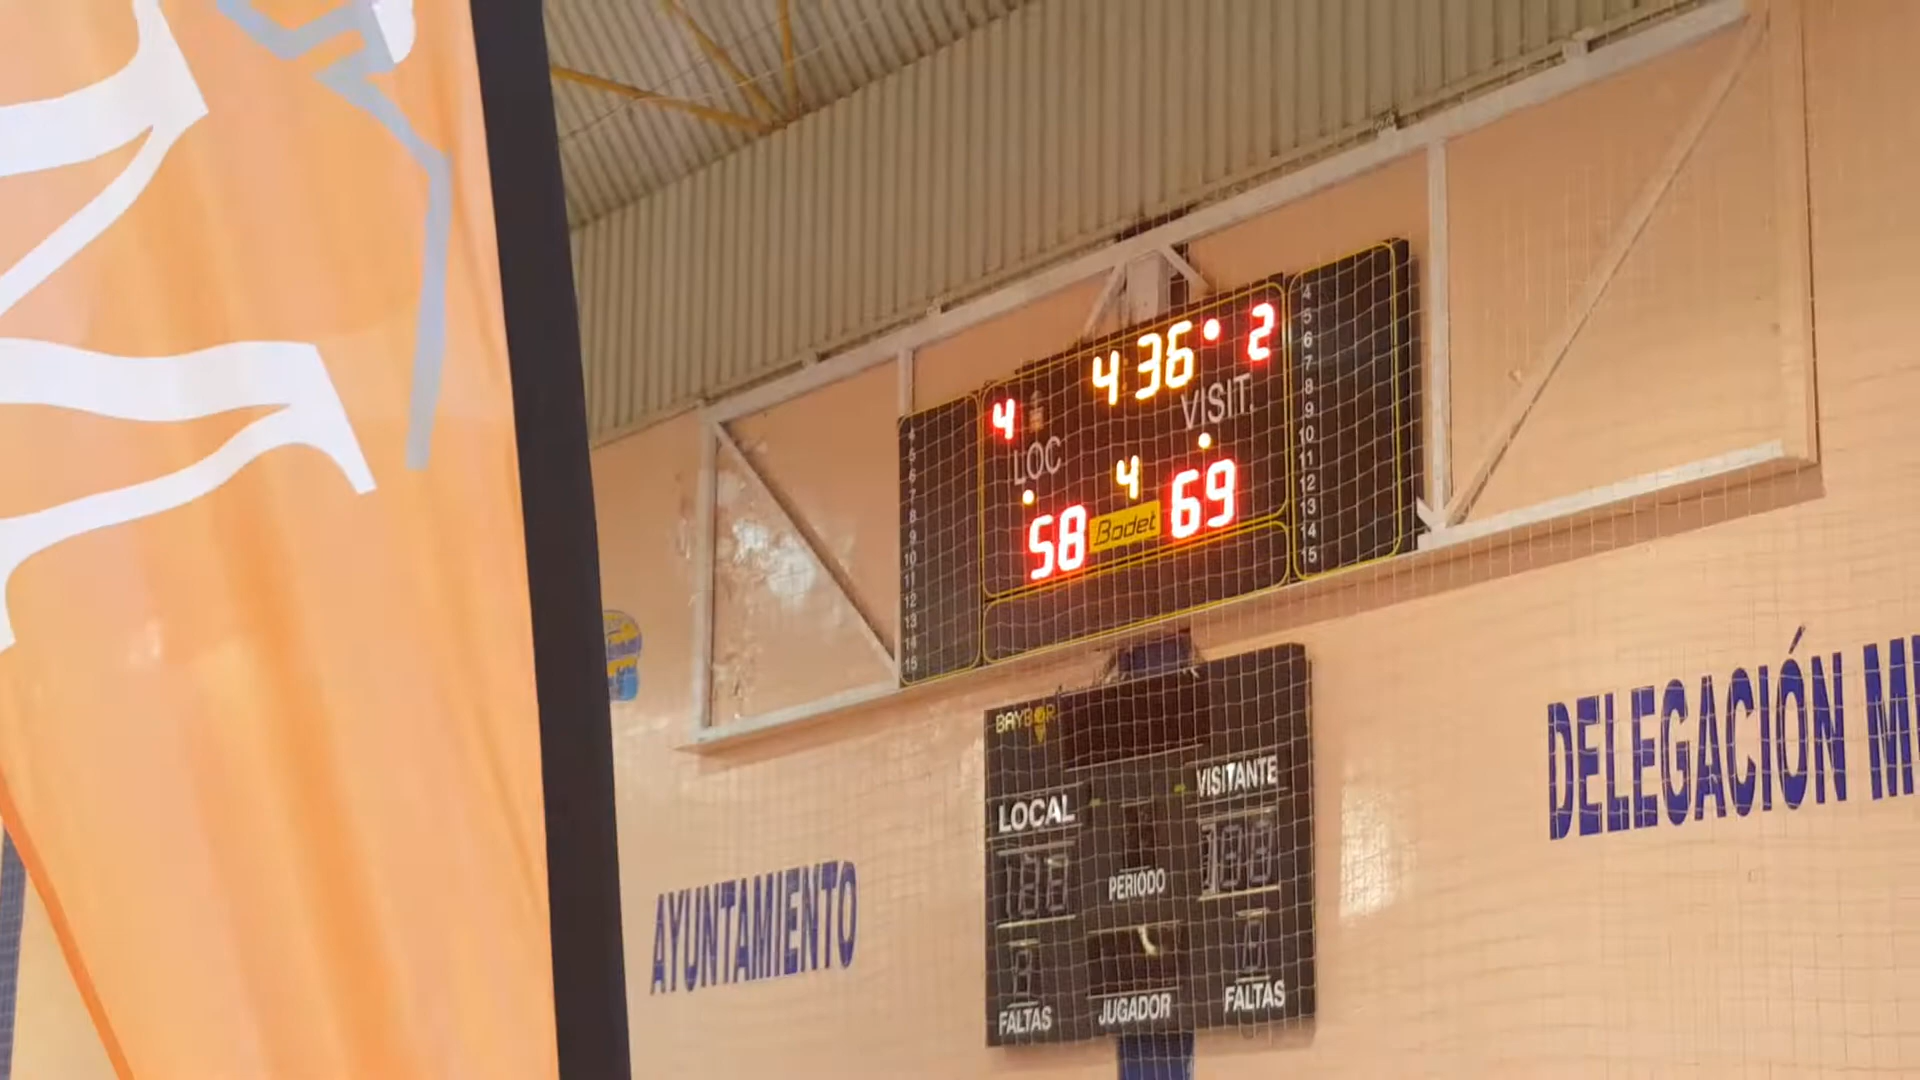 4 4:36 2
LOC VISIT.
58 4 69
Bodet
4
5
6
7
8
9
10
11
12
13
14
15
4
5
6
7
8
9
10
11
12
13
14
15
BAYBOR
LOCAL VISITANTE
PERIODO
FALTAS JUGADOR FALTAS
AYUNTAMIENTO
DELEGACIÓN